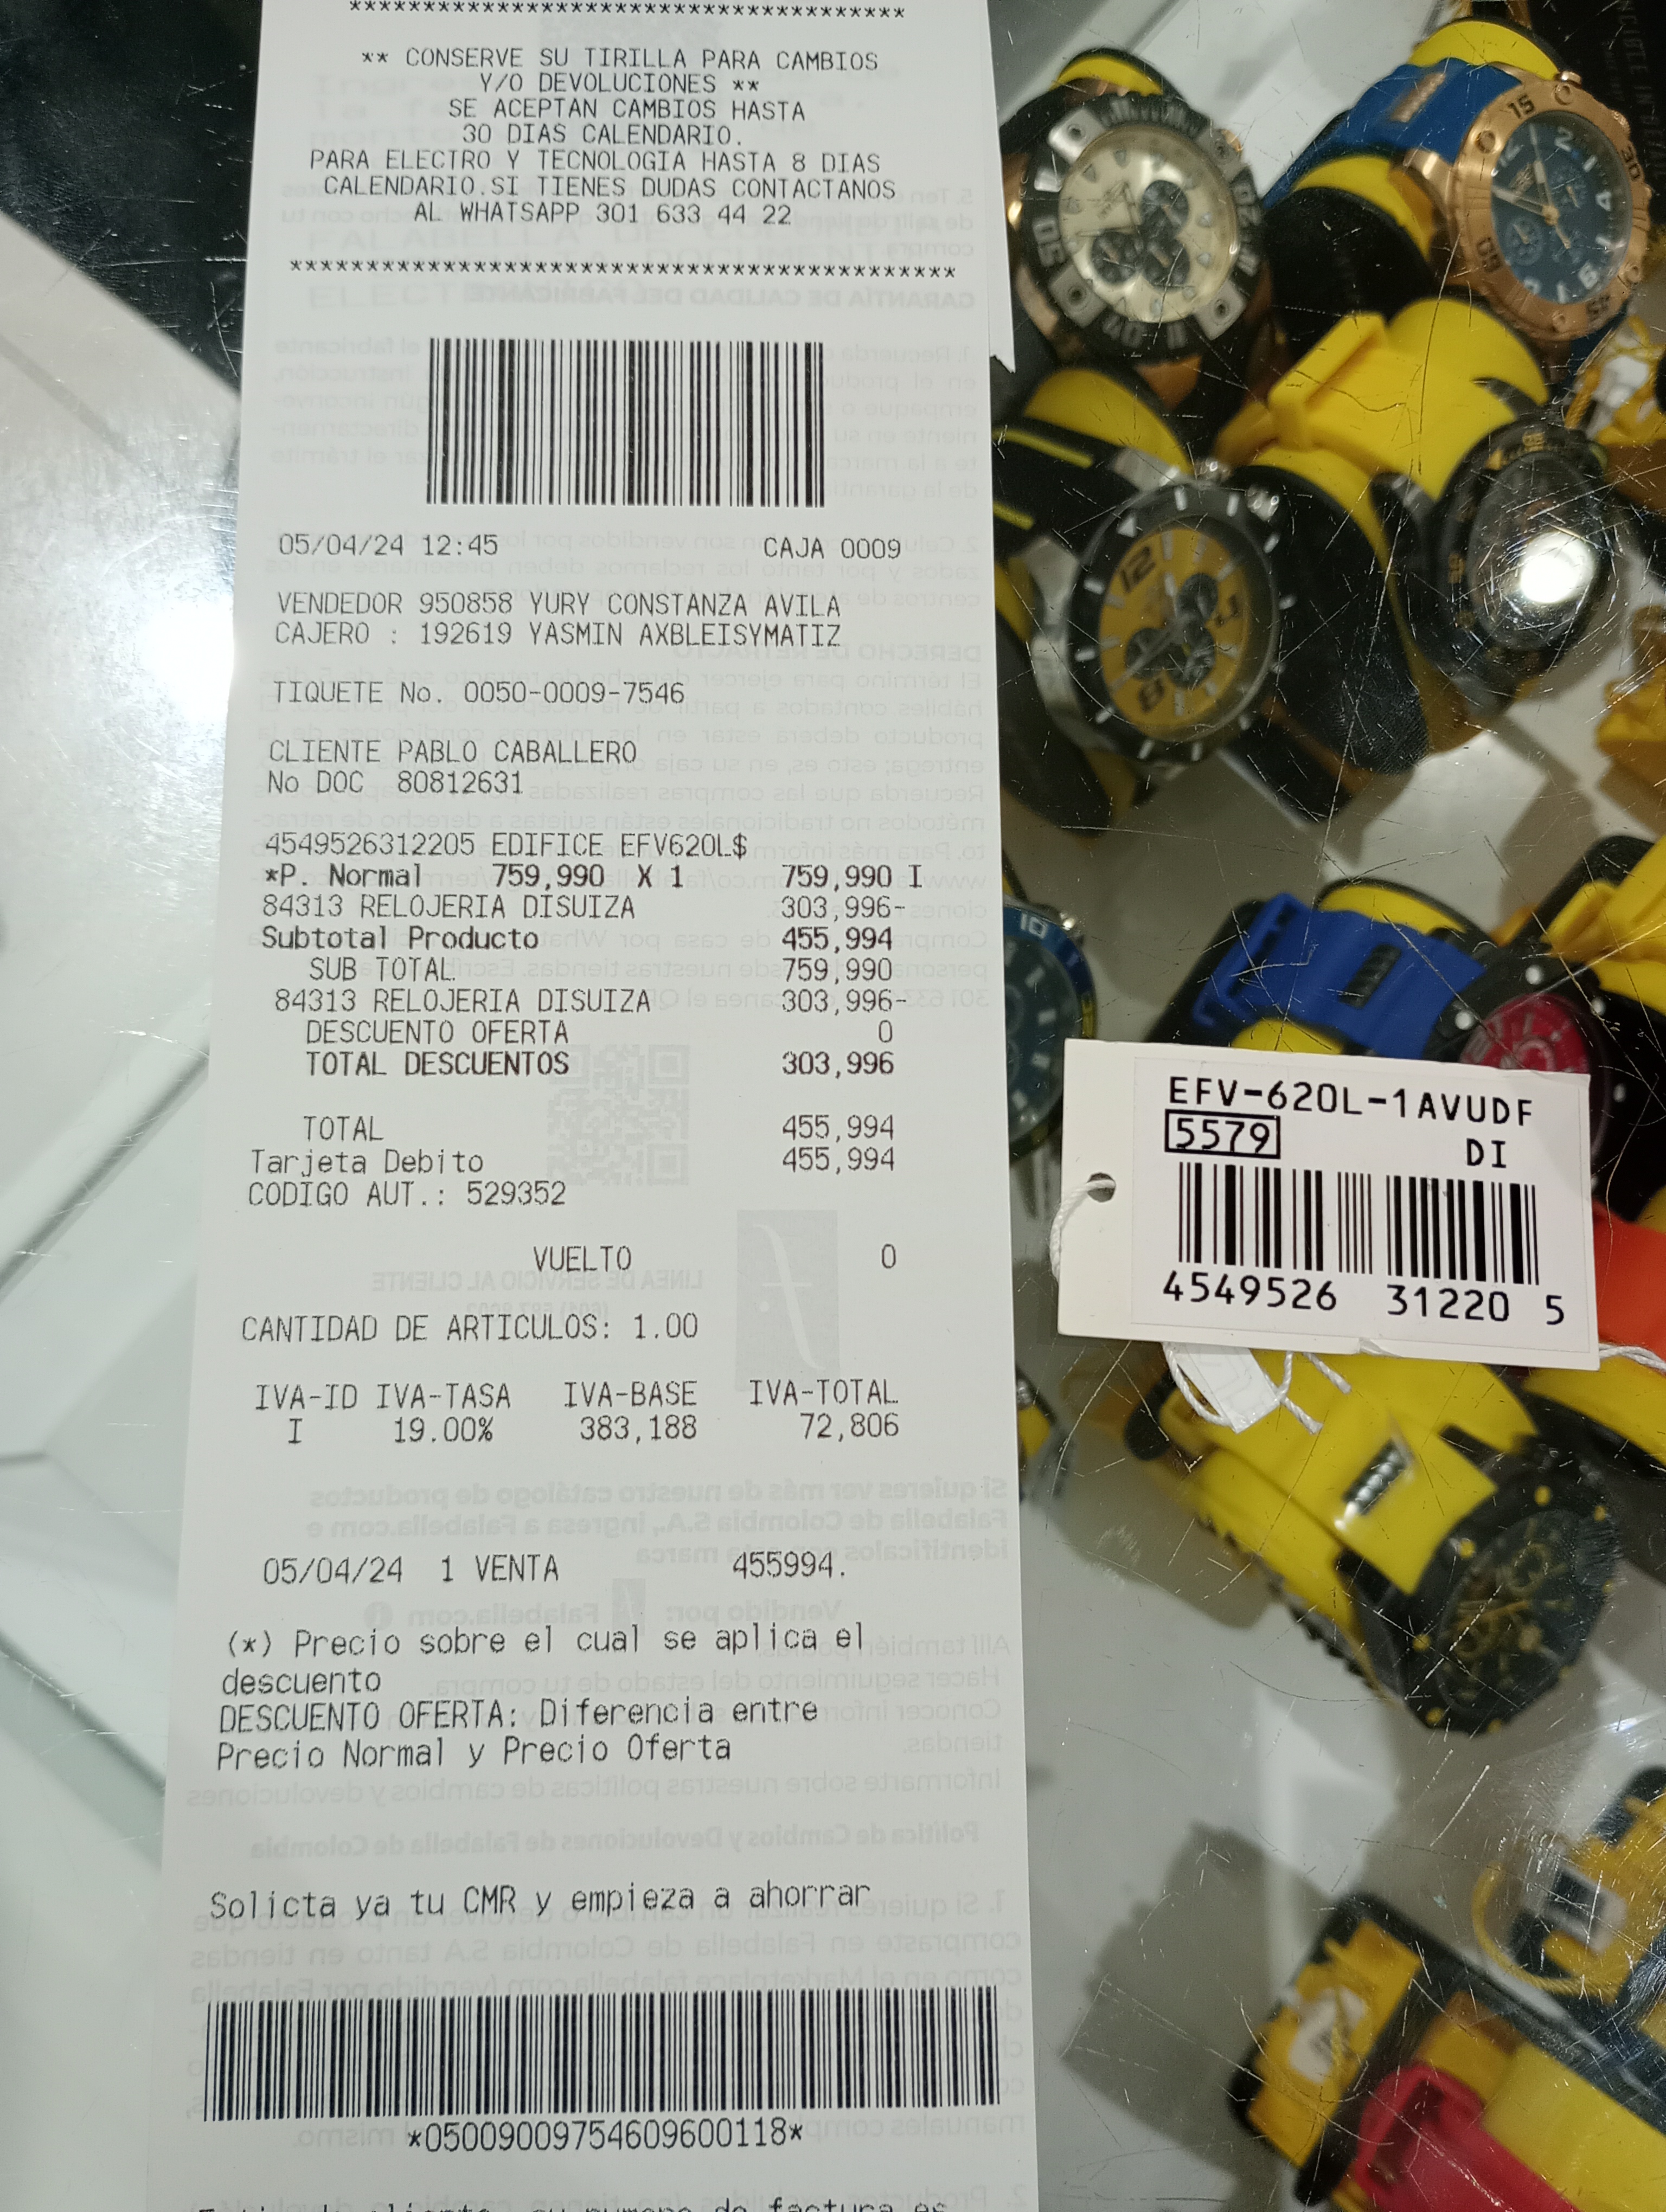 ****************************************
** CONSERVE SU TIRILLA PARA CAMBIOS
Y/O DEVOLUCIONES **
SE ACEPTAN CAMBIOS HASTA
30 DIAS CALENDARIO.
PARA ELECTRO Y TECNOLOGIA HASTA 8 DIAS
CALENDARIO.SI TIENES DUDAS CONTACTANOS
AL WHATSAPP 301 633 44 22
********************************************
05/04/24 12:45 CAJA 0009
VENDEDOR 950858 YURY CONSTANZA AVILA
CAJERO : 192619 YASMIN AXBLEISYMATIZ
TIQUETE No. 0050-0009-7546
CLIENTE PABLO CABALLERO
No DOC 80812631
4549526312205 EDIFICE EFV620L$
*P. Normal 759,990 X 1 759,990 I
84313 RELOJERIA DISUIZA 303,996-
Subtotal Producto 455,994
SUB TOTAL 759,990
84313 RELOJERIA DISUIZA 303,996-
DESCUENTO OFERTA 0
TOTAL DESCUENTOS 303,996
TOTAL 455,994
Tarjeta Debito 455,994
CODIGO AUT.: 529352
VUELTO 0
CANTIDAD DE ARTICULOS: 1.00
IVA-ID IVA-TASA IVA-BASE IVA-TOTAL
I 19.00% 383,188 72,806
05/04/24 1 VENTA 455994.
(*) Precio sobre el cual se aplica el
descuento
DESCUENTO OFERTA: Diferencia entre
Precio Normal y Precio Oferta
Solicta ya tu CMR y empieza a ahorrar
*05009009754609600118*
EFV-620L-1AVUDF
5579 DI
4549526 31220 5